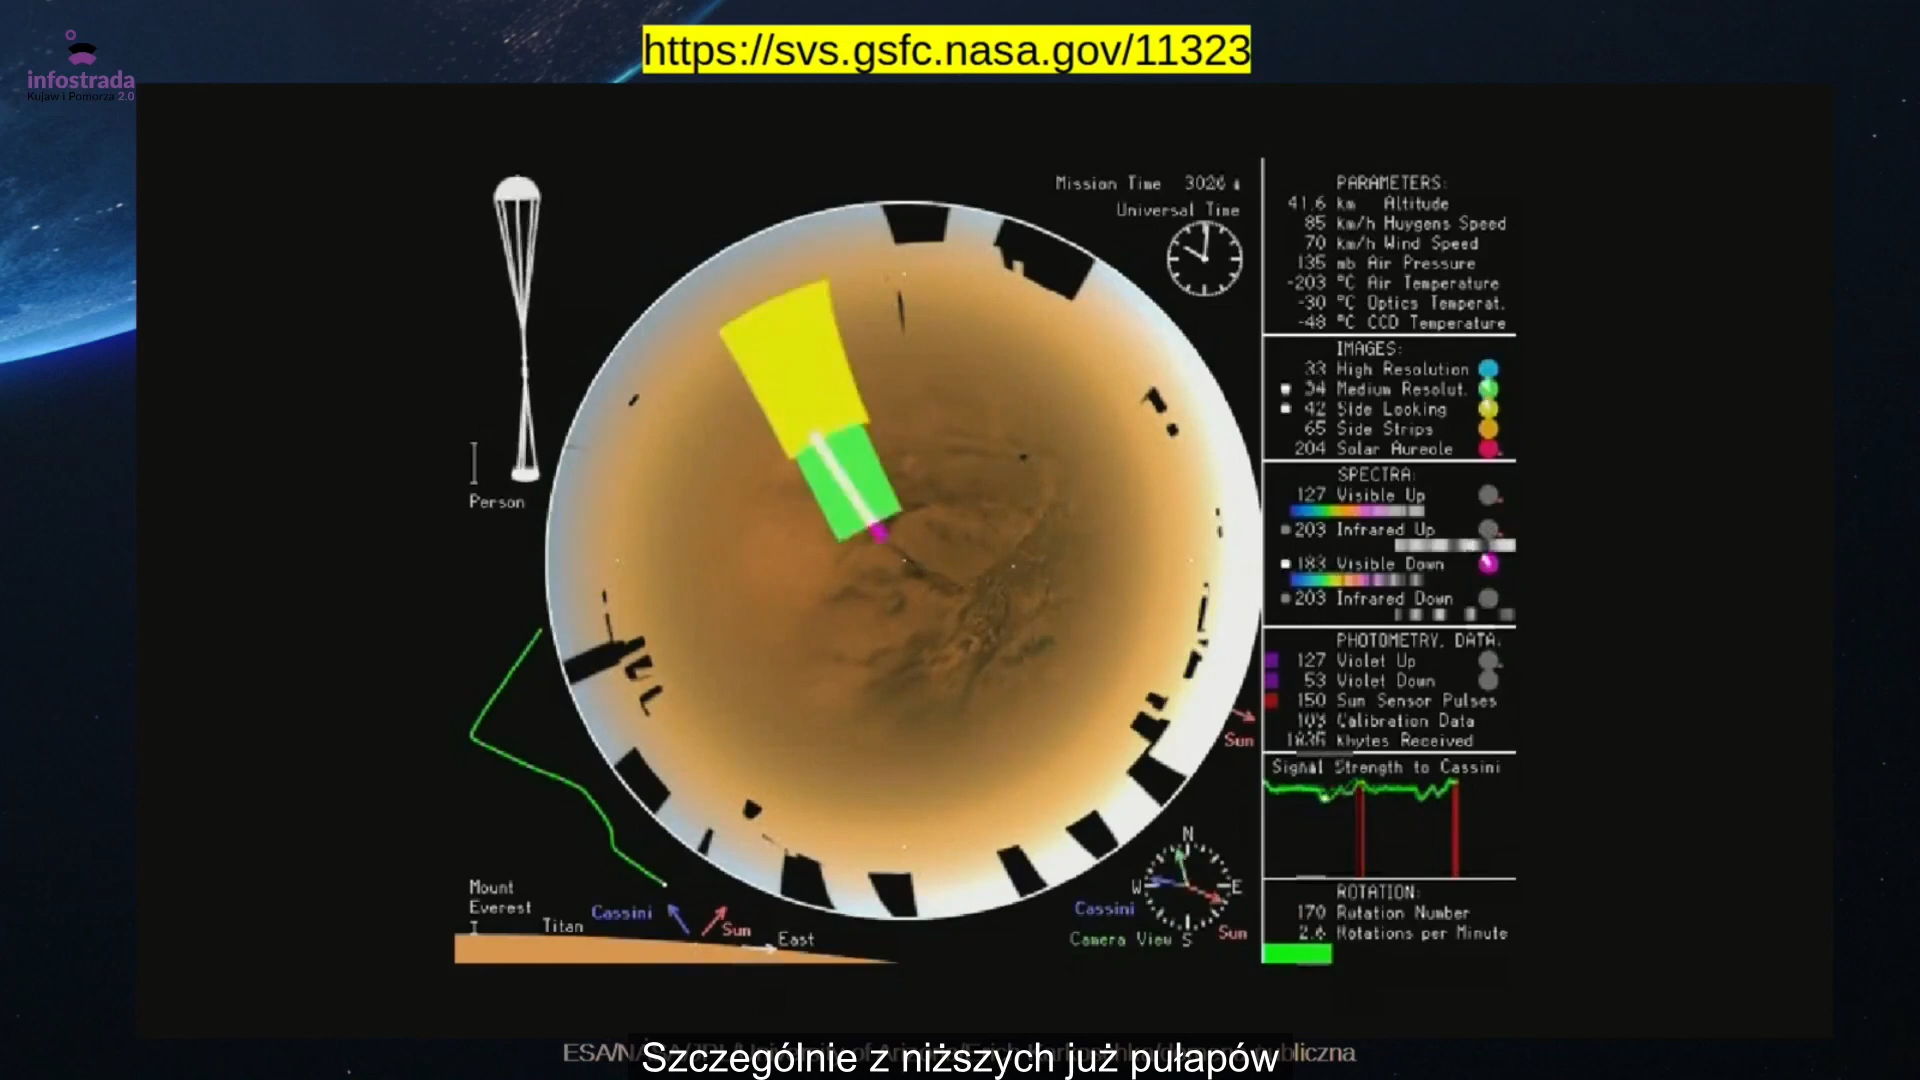 https://svs.gsfc.nasa.gov/11323
infostrada
Kujaw i Pomorza 2.0
Mission Time 3026 s
Universal Time
Person
PARAMETERS:
41.6 km Altitude
85 km/h Huygens Speed
70 km/h Wind Speed
135 mb Air Pressure
-203 °C Air Temperature
-30 °C Optics Temperat.
-48 °C CCD Temperature
IMAGES:
33 High Resolution
34 Medium Resolut.
42 Side Looking
65 Side Strips
204 Solar Aureole
SPECTRA:
127 Visible Up
203 Infrared Up
183 Visible Down
203 Infrared Down
PHOTOMETRY, DATA:
127 Violet Up
53 Violet Down
150 Sun Sensor Pulses
Calibration Data
kbytes Received
Sun
Signal Strength to Cassini
ROTATION:
170 Rotation Number
Rotations per Minute
N
W E
S
Cassini
Camera View
Sun
Mount
Everest
Titan
Cassini
Sun
East
ESA/
bliczna
Szczególnie z niższych już pułapów